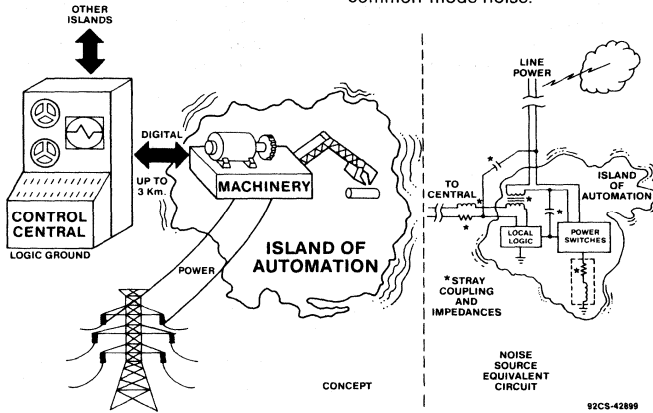 common-mode noise.
OTHER
ISLANDS
DIGITAL
UP TO
3 Km.
MACHINERY
CONTROL
CENTRAL
LOGIC GROUND
ISLAND OF
AUTOMATION
POWER
CONCEPT
LINE
POWER
*
ISLAND
OF
AUTOMATION
TO
CENTRAL
*
*
*
*
LOCAL
LOGIC
POWER
SWITCHES
*
*STRAY
COUPLING
AND
IMPEDANCES
NOISE
SOURCE
EQUIVALENT
CIRCUIT
92CS-42899